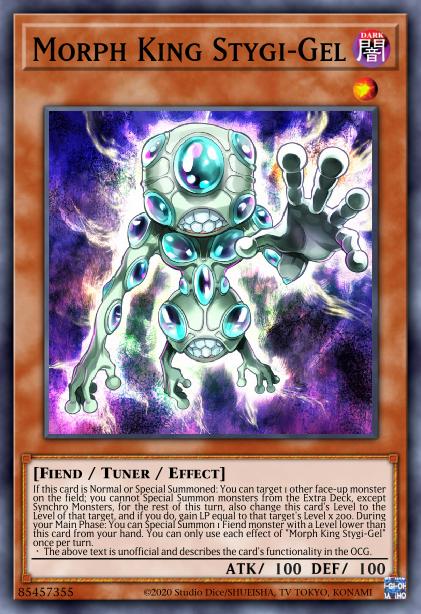 MORPH KING STYGI-GEL
DARK
闇
[FIEND / TUNER / EFFECT]
If this card is Normal or Special Summoned: You can target 1 other face-up monster
on the field; you cannot Special Summon monsters from the Extra Deck, except
Synchro Monsters, for the rest of this turn, also change this card's Level to the
Level of that target, and if you do, gain LP equal to that target's Level x 200. During
your Main Phase: You can Special Summon 1 Fiend monster with a Level lower than
this card from your hand. You can only use each effect of "Morph King Stygi-Gel"
once per turn.
· The above text is unofficial and describes the card's functionality in the OCG.
ATK/ 100 DEF/ 100
85457355 ©2020 Studio Dice/SHUEISHA, TV TOKYO, KONAMI